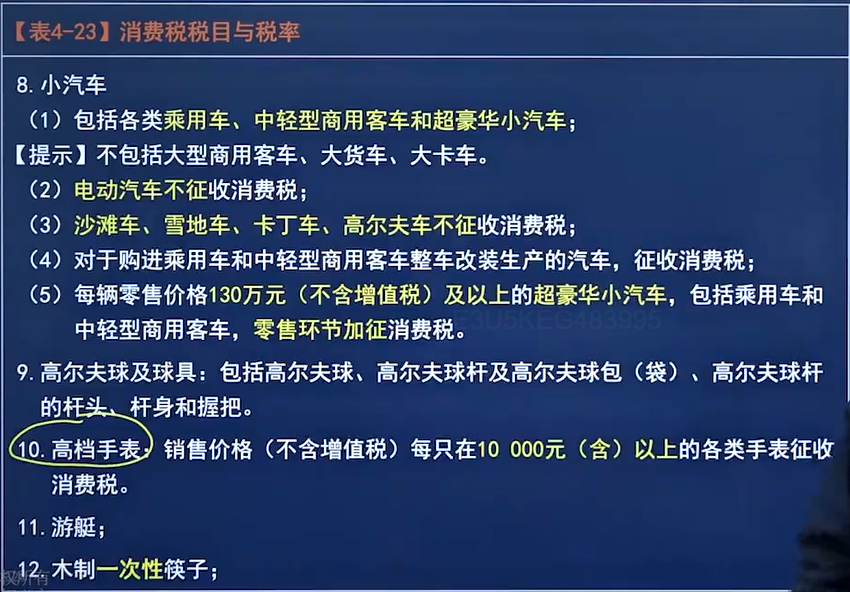 【表4-23】消费税税目与税率
8.小汽车
（1）包括各类乘用车、中轻型商用客车和超豪华小汽车；
【提示】不包括大型商用客车、大货车、大卡车。
（2）电动汽车不征收消费税；
（3）沙滩车、雪地车、卡丁车、高尔夫车不征收消费税；
（4）对于购进乘用车和中轻型商用客车整车改装生产的汽车，征收消费税；
（5）每辆零售价格130万元（不含增值税）及以上的超豪华小汽车，包括乘用车和
中轻型商用客车，零售环节加征消费税。
9.高尔夫球及球具：包括高尔夫球、高尔夫球杆及高尔夫球包（袋）、高尔夫球杆
的杆头、杆身和握把。
10.高档手表：销售价格（不含增值税）每只在10 000元（含）以上的各类手表征收
消费税。
11.游艇；
12.木制一次性筷子；
权所有